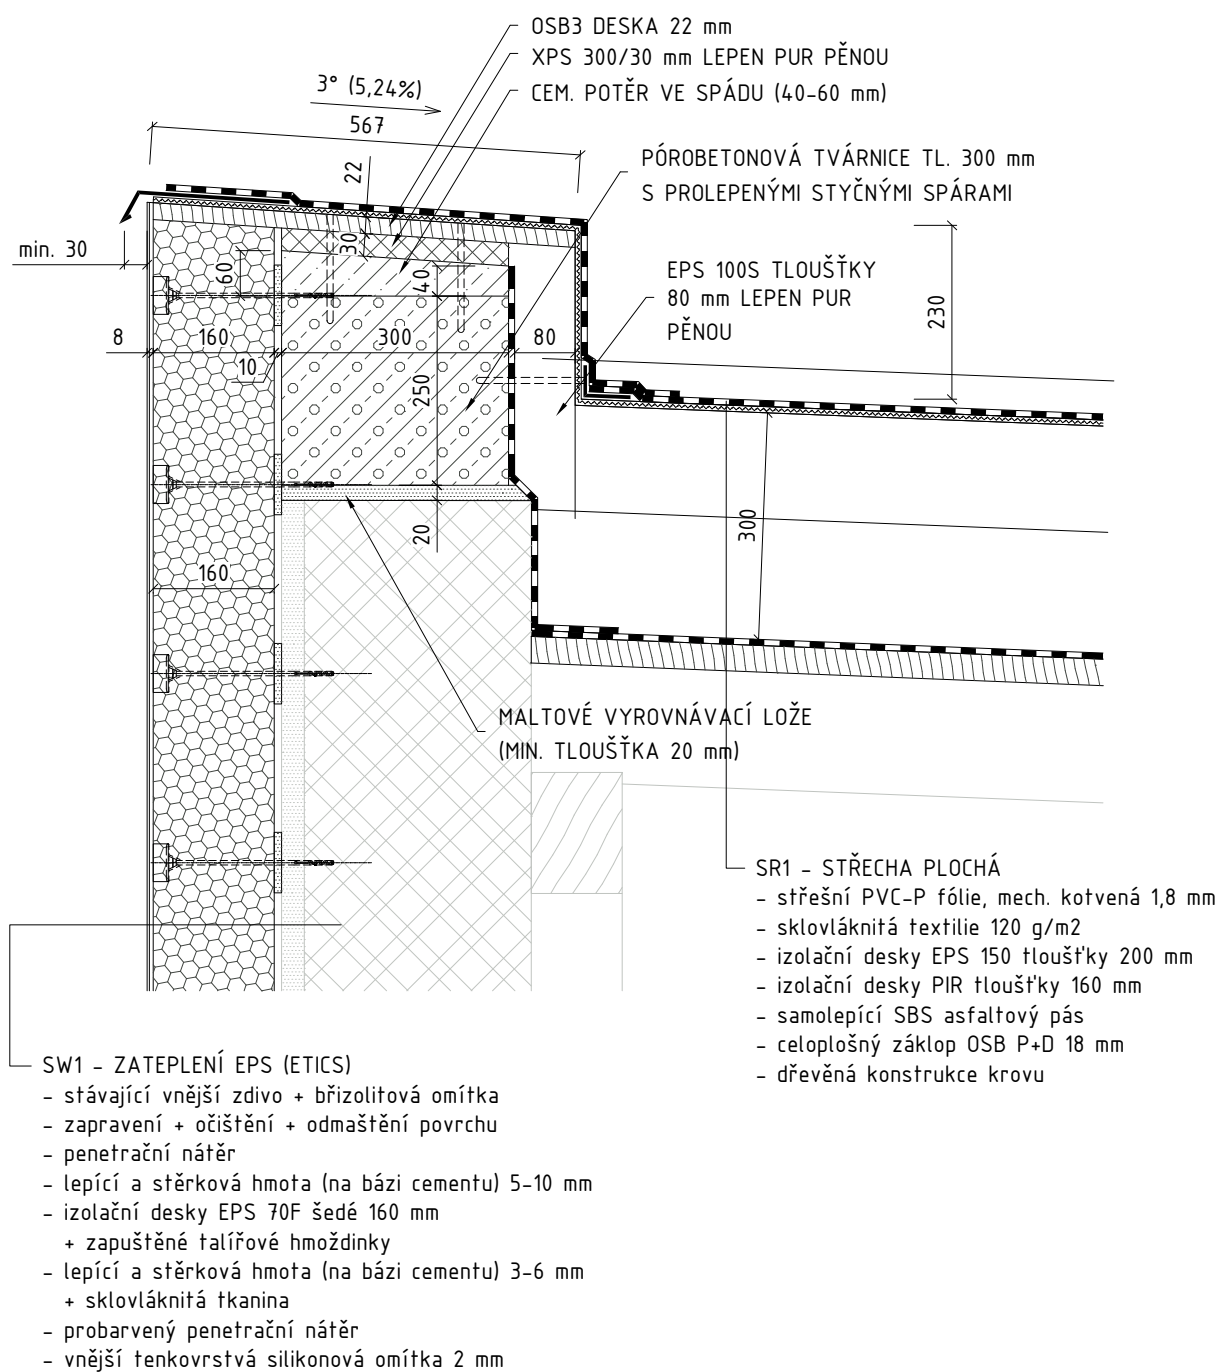 OSB3 DESKA 22 mm
XPS 300/30 mm LEPEN PUR PĚNOU
CEM. POTĚR VE SPÁDU (40-60 mm)
3° (5,24%)
567
22
PÓROBETONOVÁ TVÁRNICE TL. 300 mm
S PROLEPENÝMI STYČNÝMI SPÁRAMI
min. 30
30
60
40
EPS 100S TLOUŠŤKY
80 mm LEPEN PUR
PĚNOU
230
8
160
10
300
80
250
20
300
160
MALTOVÉ VYROVNÁVACÍ LOŽE
(MIN. TLOUŠŤKA 20 mm)
SR1 - STŘECHA PLOCHÁ
- střešní PVC-P fólie, mech. kotvená 1,8 mm
- sklovláknitá textilie 120 g/m2
- izolační desky EPS 150 tloušťky 200 mm
- izolační desky PIR tloušťky 160 mm
- samolepící SBS asfaltový pás
- celoplošný záklop OSB P+D 18 mm
- dřevěná konstrukce krovu
SW1 - ZATEPLENÍ EPS (ETICS)
- stávající vnější zdivo + břizolitová omítka
- zapravení + očištění + odmaštění povrchu
- penetrační nátěr
- lepící a stěrková hmota (na bázi cementu) 5-10 mm
- izolační desky EPS 70F šedé 160 mm
+ zapuštěné talířové hmoždinky
- lepící a stěrková hmota (na bázi cementu) 3-6 mm
+ sklovláknitá tkanina
- probarvený penetrační nátěr
- vnější tenkovrstvá silikonová omítka 2 mm